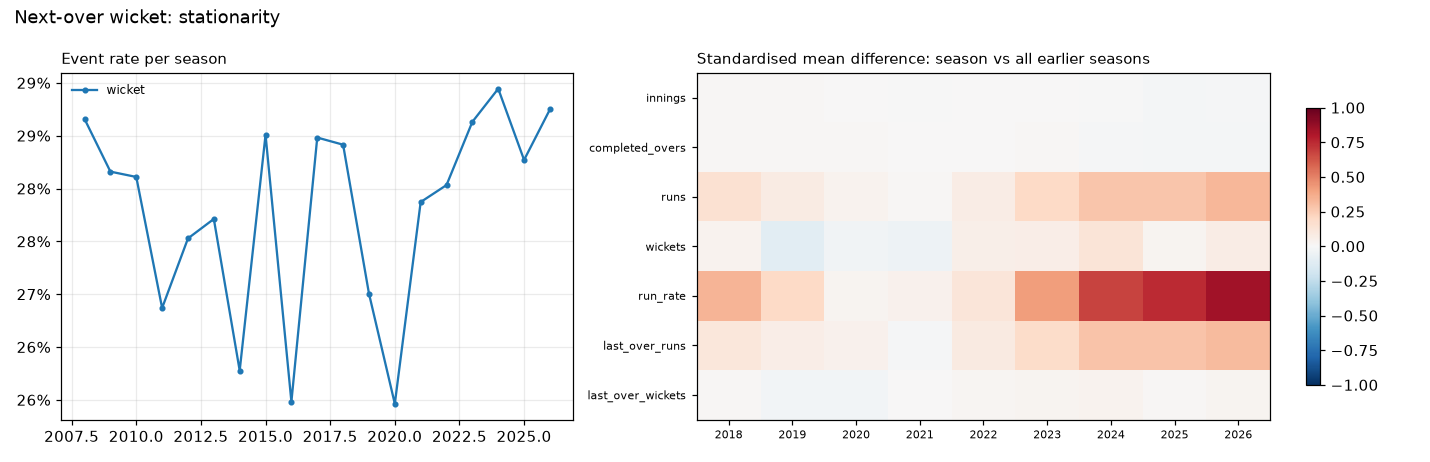 Next-over wicket: stationarity
Event rate per season
29%
29%
28%
28%
27%
26%
26%
wicket
2007.5 2010.0 2012.5 2015.0 2017.5 2020.0 2022.5 2025.0
Standardised mean difference: season vs all earlier seasons
innings
completed_overs
runs
wickets
run_rate
last_over_runs
last_over_wickets
2018 2019 2020 2021 2022 2023 2024 2025 2026
1.00
0.75
0.50
0.25
0.00
−0.25
−0.50
−0.75
−1.00